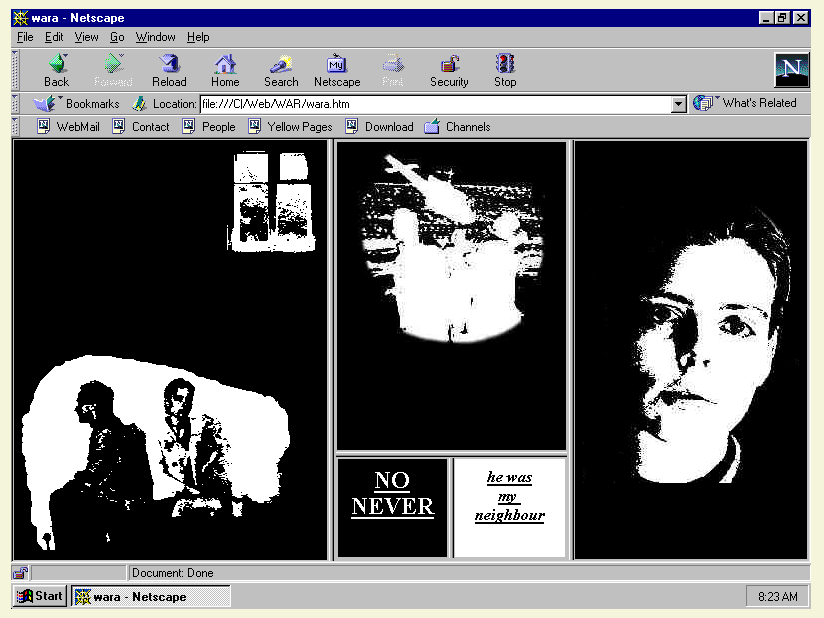 wara - Netscape
File Edit View Go Window Help
Back Forward Reload Home Search Netscape Print Security Stop
My
N
Bookmarks Location: file:///C|/Web/WAR/wara.htm What's Related
WebMail Contact People Yellow Pages Download Channels
NO
NEVER
he was
my
neighbour
Document: Done
Start wara - Netscape 8:23 AM